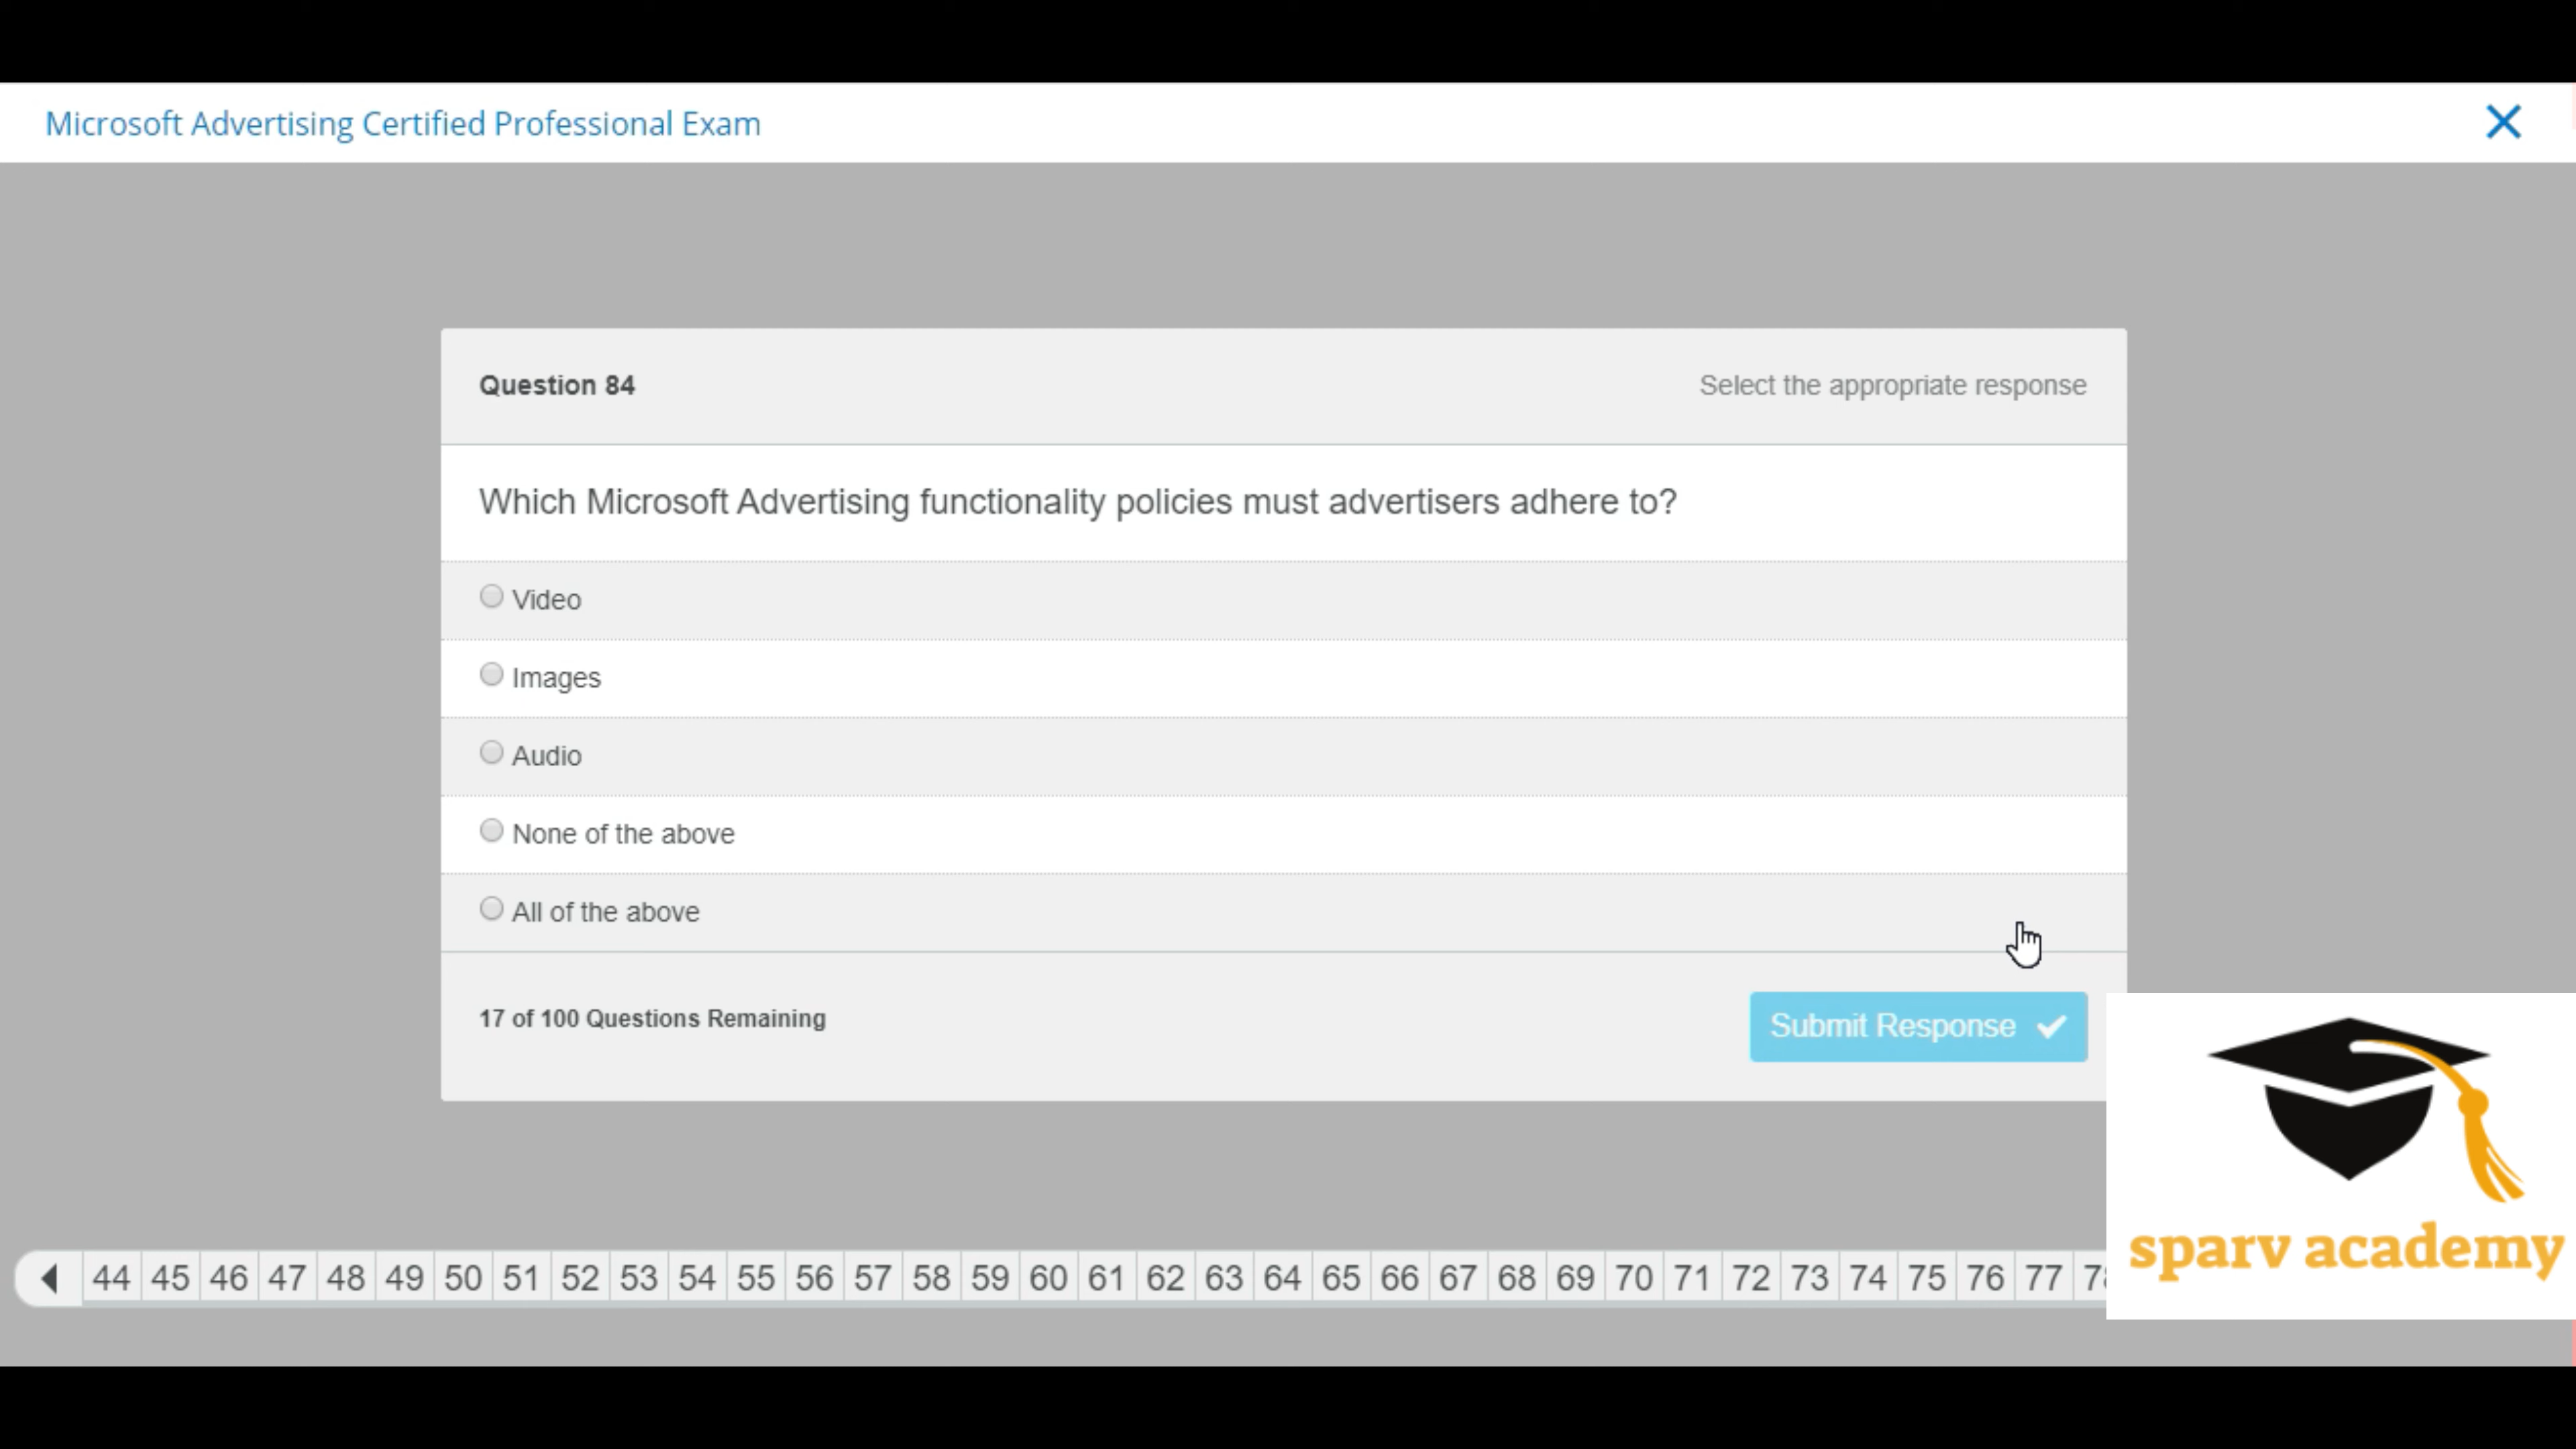 Microsoft Advertising Certified Professional Exam
Question 84
Select the appropriate response
Which Microsoft Advertising functionality policies must advertisers adhere to?
Video
Images
Audio
None of the above
All of the above
17 of 100 Questions Remaining
Submit Response
44 45 46 47 48 49 50 51 52 53 54 55 56 57 58 59 60 61 62 63 64 65 66 67 68 69 70 71 72 73 74 75 76 77
sparv academy